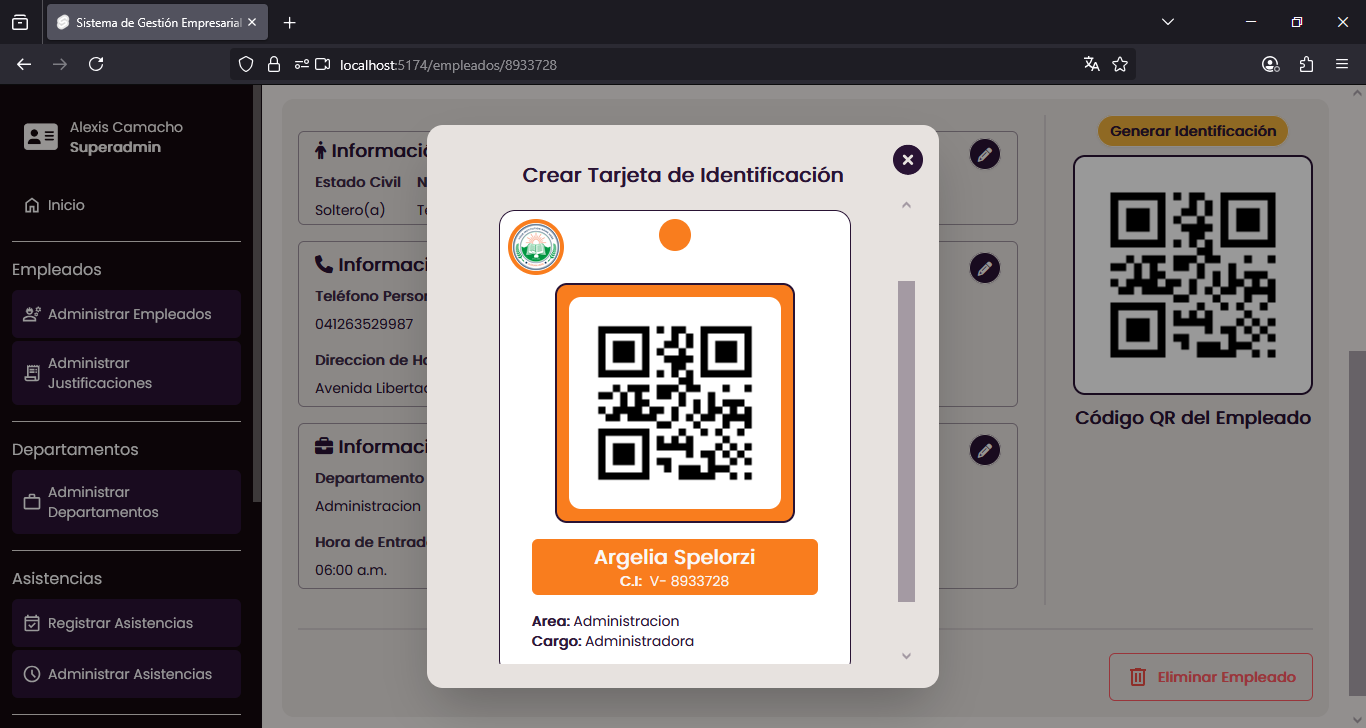 Sistema de Gestión Empresarial
localhost:5174/empleados/8933728
Alexis Camacho
Superadmin
Inicio
Empleados
Administrar Empleados
Administrar
Justificaciones
Departamentos
Administrar
Departamentos
Asistencias
Registrar Asistencias
Administrar Asistencias
Informació
Estado Civil N
Soltero(a) Te
Informaci
Teléfono Person
041263529987
Direccion de Ho
Avenida Libertad
Informaci
Departamento
Administracion
Hora de Entrad
06:00 a.m.
Crear Tarjeta de Identificación
Argelia Spelorzi
C.I: V- 8933728
Area: Administracion
Cargo: Administradora
Generar Identificación
Código QR del Empleado
Eliminar Empleado